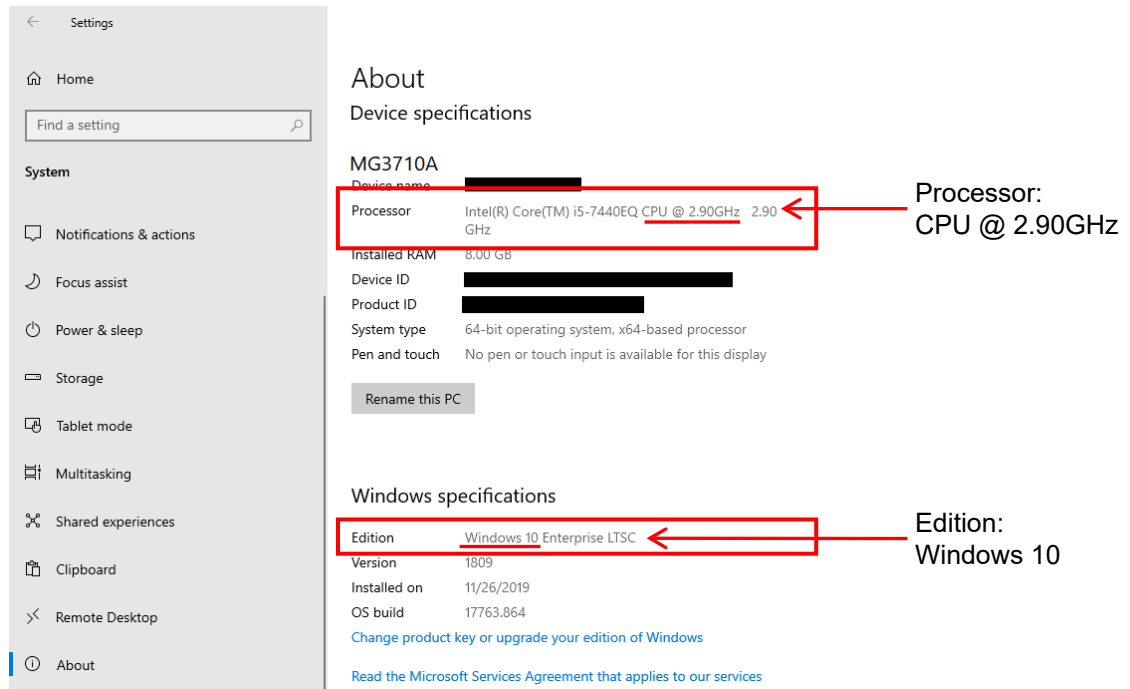 Settings
Home
Find a setting
System
Notifications & actions
Focus assist
Power & sleep
Storage
Tablet mode
Multitasking
Shared experiences
Clipboard
Remote Desktop
About
About
Device specifications
MG3710A
Device name
Processor Intel(R) Core(TM) i5-7440EQ CPU @ 2.90GHz 2.90
GHz
Installed RAM 8.00 GB
Device ID
Product ID
System type 64-bit operating system, x64-based processor
Pen and touch No pen or touch input is available for this display
Rename this PC
Windows specifications
Edition Windows 10 Enterprise LTSC
Version 1809
Installed on 11/26/2019
OS build 17763.864
Change product key or upgrade your edition of Windows
Read the Microsoft Services Agreement that applies to our services
Processor:
CPU @ 2.90GHz
Edition:
Windows 10